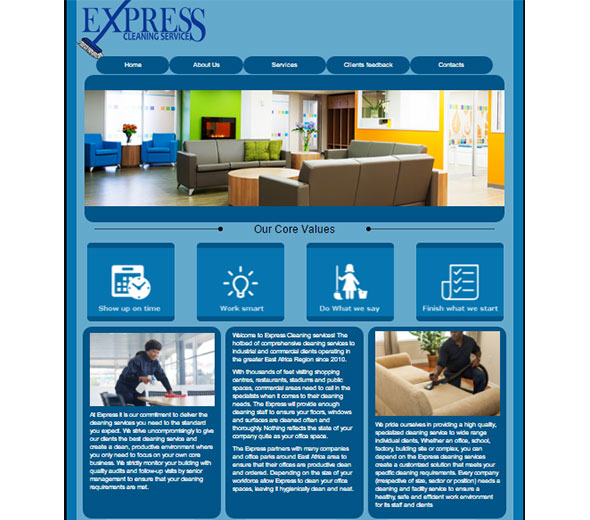 EXPRESS
CLEANING SERVICES
Home
About Us
Services
Clients feedback
Contacts
Our Core Values
Show up on time
Work smart
Do What we say
Finish what we start
At Express it is our commitment to deliver the
cleaning services you need to the standard
you expect. We strive uncompromisingly to give
our clients the best cleaning service and
create a clean, productive environment where
you only need to focus on your own core
business. We strictly monitor your building with
quality audits and follow-up visits by senior
management to ensure that your cleaning
requirements are met.
Welcome to Express Cleaning services! The
hotbed of comprehensive cleaning services to
industrial and commercial clients operating in
the greater East Africa Region since 2010.
With thousands of feet visiting shopping
centres, restaurants, stadiums and public
spaces, commercial areas need to call in the
specialists when it comes to their cleaning
needs. The Express will provide enough
cleaning staff to ensure your floors, windows
and surfaces are cleaned often and
thoroughly. Nothing reflects the state of your
company quite as your office space.
The Express partners with many companies
and office parks around East Africa area to
ensure that their offices are productive clean
and ordered. Depending on the size of your
workforce allow Express to clean your office
spaces, leaving it hygienically clean and neat.
We pride ourselves in providing a high quality,
specialized cleaning service to wide range
individual clients, Whether an office, school,
factory, building site or complex, you can
depend on the Express cleaning services
create a customized solution that meets your
specific cleaning requirements. Every company
(irrespective of size, sector or position) needs a
cleaning and facility service to ensure a
healthy, safe and efficient work environment
for its staff and clients